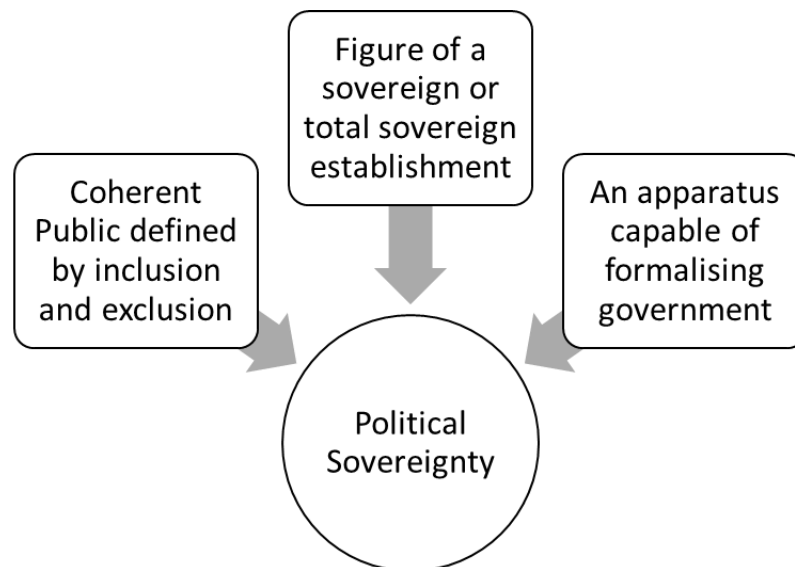 Figure of a
sovereign or
total sovereign
establishment
Coherent
Public defined
by inclusion
and exclusion
An apparatus
capable of
formalising
government
Political
Sovereignty